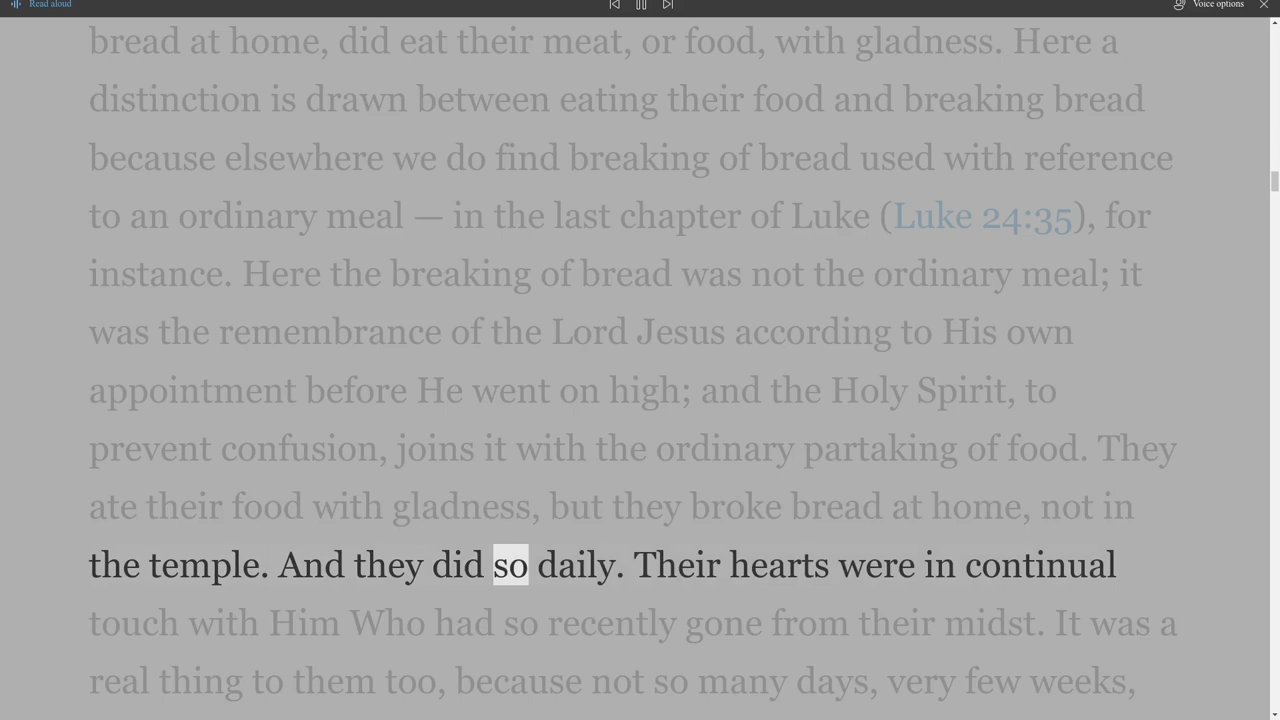 Read aloud
Voice options
bread at home, did eat their meat, or food, with gladness. Here a
distinction is drawn between eating their food and breaking bread
because elsewhere we do find breaking of bread used with reference
to an ordinary meal — in the last chapter of Luke (Luke 24:35), for
instance. Here the breaking of bread was not the ordinary meal; it
was the remembrance of the Lord Jesus according to His own
appointment before He went on high; and the Holy Spirit, to
prevent confusion, joins it with the ordinary partaking of food. They
ate their food with gladness, but they broke bread at home, not in
the temple. And they did so daily. Their hearts were in continual
touch with Him Who had so recently gone from their midst. It was a
real thing to them too, because not so many days, very few weeks,